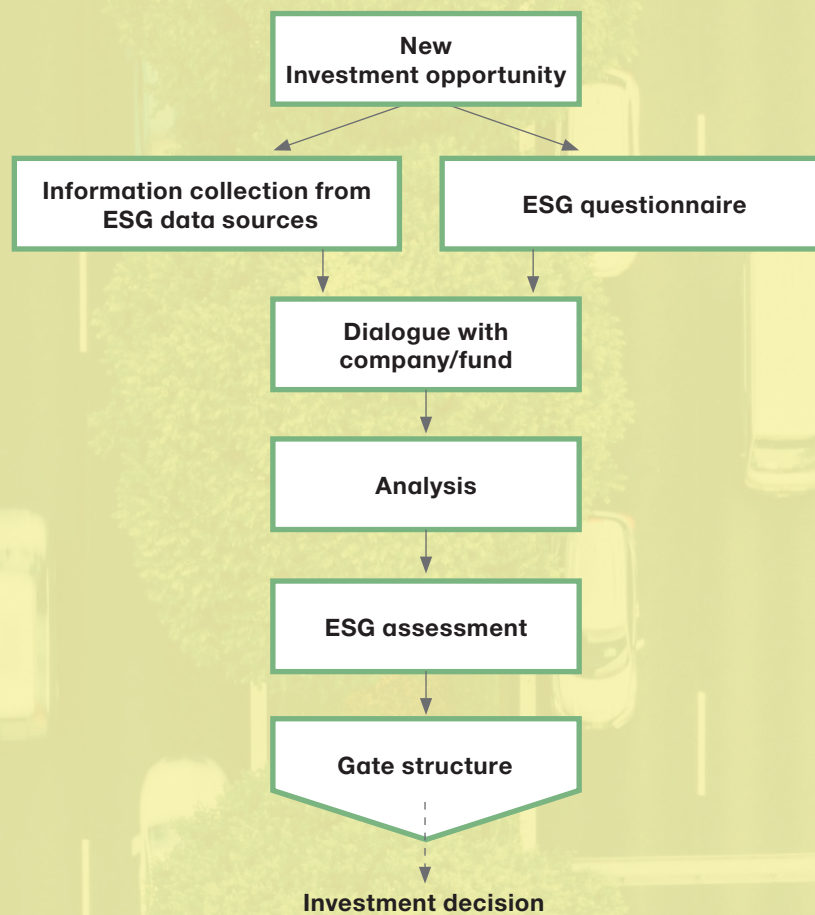 New
Investment opportunity
Information collection from
ESG data sources
ESG questionnaire
Dialogue with
company/fund
Analysis
ESG assessment
Gate structure
Investment decision